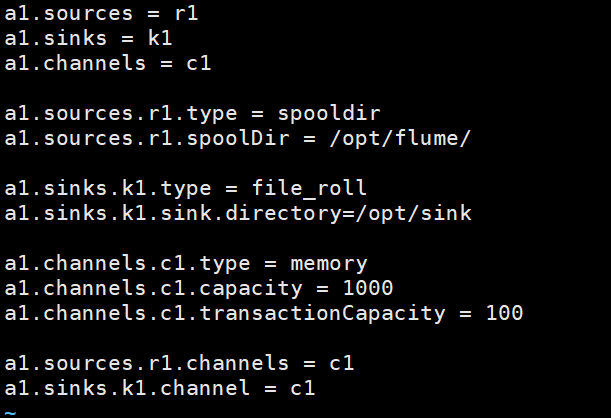 a1.sources = r1
a1.sinks = k1
a1.channels = c1
a1.sources.r1.type = spooldir
a1.sources.r1.spoolDir = /opt/flume/
a1.sinks.k1.type = file_roll
a1.sinks.k1.sink.directory=/opt/sink
a1.channels.c1.type = memory
a1.channels.c1.capacity = 1000
a1.channels.c1.transactionCapacity = 100
a1.sources.r1.channels = c1
a1.sinks.k1.channel = c1
~